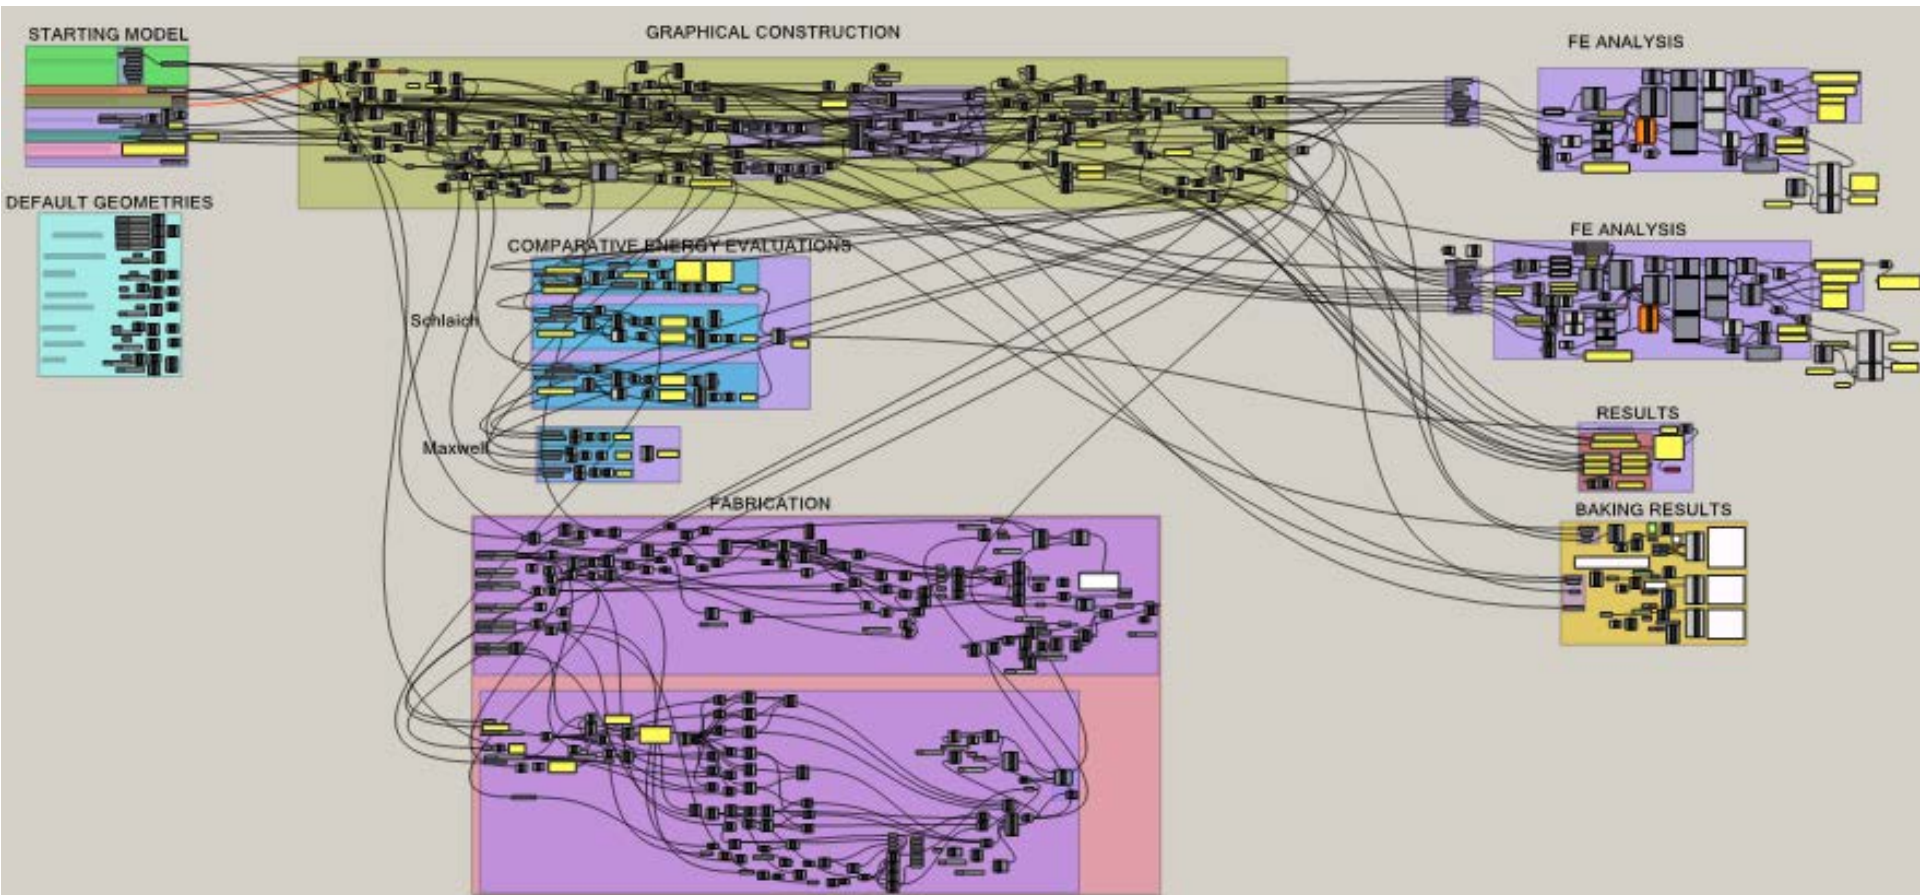 STARTING MODEL
GRAPHICAL CONSTRUCTION
FE ANALYSIS
DEFAULT GEOMETRIES
COMPARATIVE ENERGY EVALUATIONS
FE ANALYSIS
Schlaich
Maxwell
RESULTS
FABRICATION
BAKING RESULTS